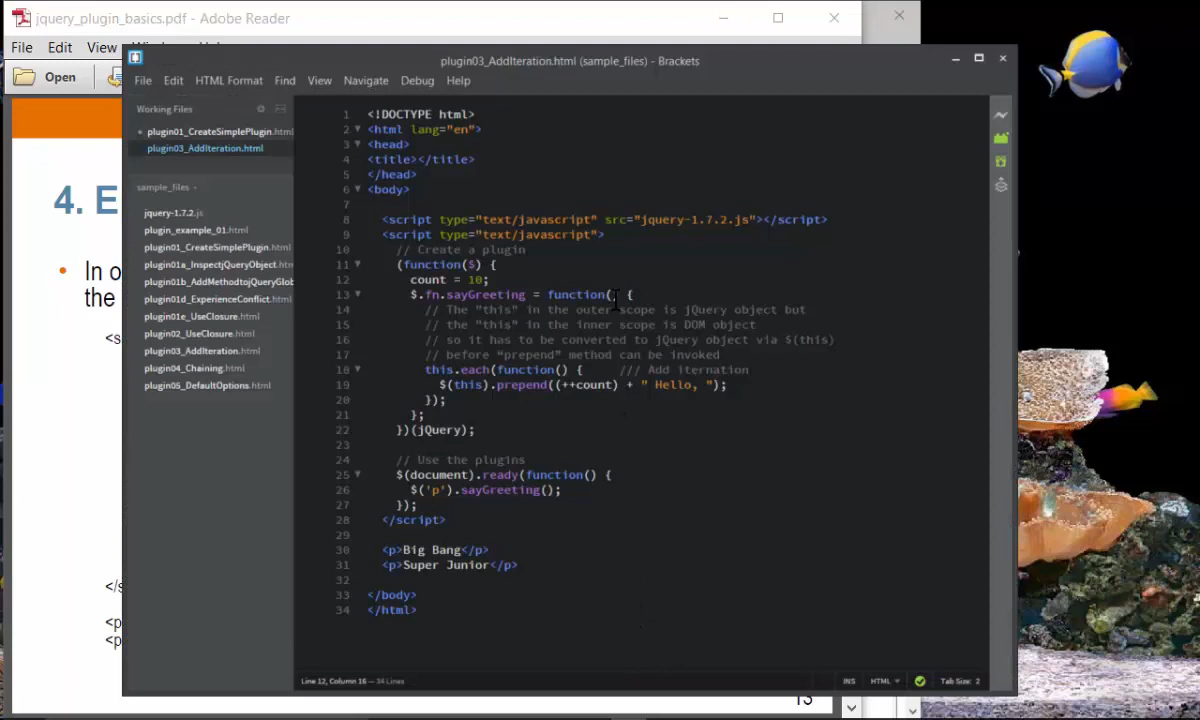 jquery_plugin_basics.pdf - Adobe Reader
File Edit View
Open
4. E
• In o
the
<s
</s
<p
<p
13
plugin03_AddIteration.html (sample_files) - Brackets
File Edit HTML Format Find View Navigate Debug Help
Working Files
plugin01_CreateSimplePlugin.html
plugin03_AddIteration.html
sample_files
jquery-1.7.2.js
plugin_example_01.html
plugin01_CreateSimplePlugin.html
plugin01a_InspectjQueryObject.htm
plugin01b_AddMethodtojQueryGlob
plugin01d_ExperienceConflict.html
plugin01e_UseClosure.html
plugin02_UseClosure.html
plugin03_AddIteration.html
plugin04_Chaining.html
plugin05_DefaultOptions.html
1 <!DOCTYPE html>
2 <html lang="en">
3 <head>
4 <title></title>
5 </head>
6 <body>
7
8 <script type="text/javascript" src="jquery-1.7.2.js"></script>
9 <script type="text/javascript">
10 // Create a plugin
11 (function($) {
12 count = 10;
13 $.fn.sayGreeting = function() {
14 // The "this" in the outer scope is jQuery object but
15 // the "this" in the inner scope is DOM object
16 // so it has to be converted to jQuery object via $(this)
17 // before "prepend" method can be invoked
18 this.each(function() { /// Add iternation
19 $(this).prepend((++count) + " Hello, ");
20 });
21 };
22 })(jQuery);
23
24 // Use the plugins
25 $(document).ready(function() {
26 $('p').sayGreeting();
27 });
28 </script>
29
30 <p>Big Bang</p>
31 <p>Super Junior</p>
32
33 </body>
34 </html>
Line 12, Column 16 — 34 Lines
INS HTML Tab Size: 2